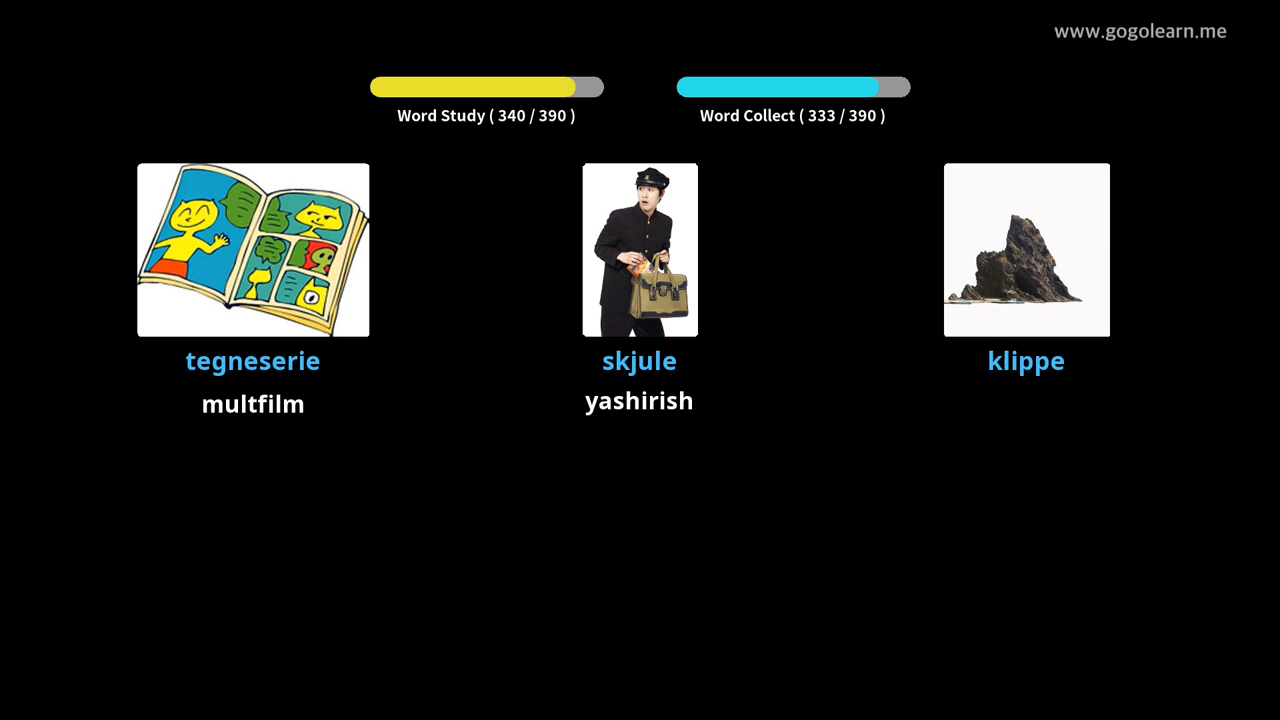 www.gogolearn.me
Word Study ( 340 / 390 )
Word Collect ( 333 / 390 )
tegneserie
skjule
klippe
multfilm
yashirish